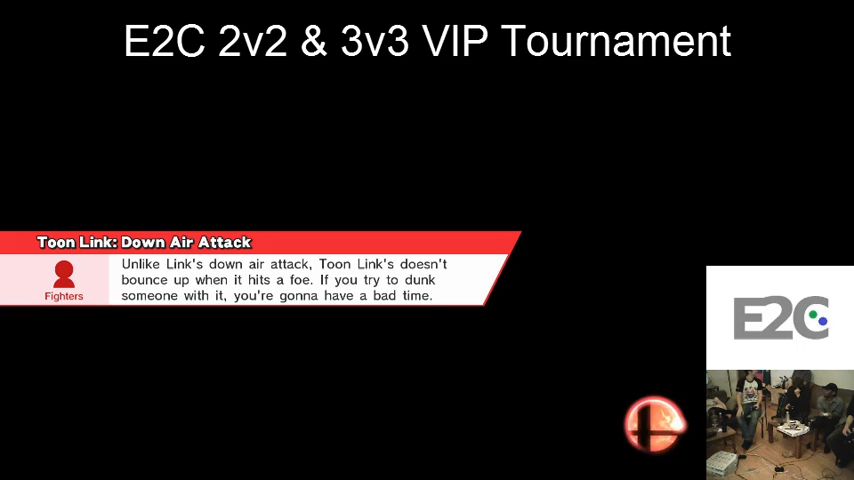 E2C 2v2 & 3v3 VIP Tournament
Toon Link: Down Air Attack
Unlike Link's down air attack, Toon Link's doesn't
bounce up when it hits a foe. If you try to dunk
someone with it, you're gonna have a bad time.
Fighters
E2C